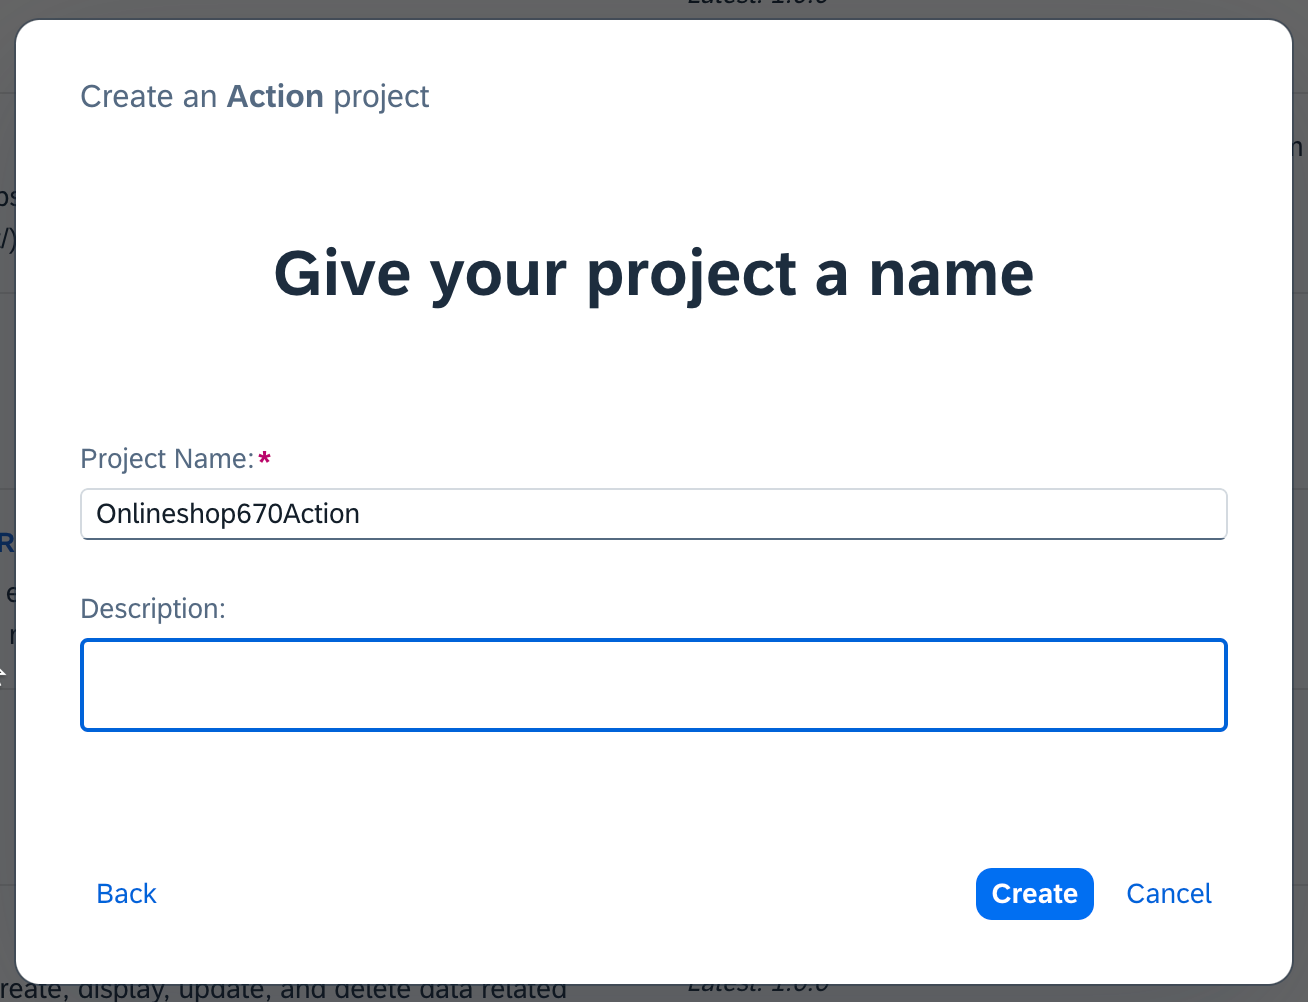 Create an Action project
Give your project a name
Project Name:*
Onlineshop670Action
Description:
Back
Create
Cancel
reate, display, update, and delete data related
Latest: 1.0.0